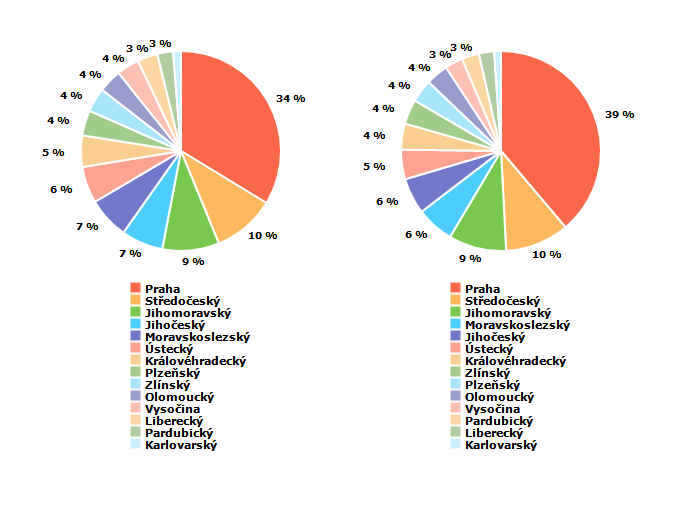 34 %
10 %
9 %
7 %
7 %
6 %
5 %
4 %
4 %
4 %
4 %
3 %
3 %
Praha
Středočeský
Jihomoravský
Jihočeský
Moravskoslezský
Ústecký
Královéhradecký
Plzeňský
Zlínský
Olomoucký
Vysočina
Liberecký
Pardubický
Karlovarský
39 %
10 %
9 %
6 %
6 %
5 %
4 %
4 %
4 %
4 %
3 %
3 %
Praha
Středočeský
Jihomoravský
Moravskoslezský
Jihočeský
Ústecký
Královéhradecký
Zlínský
Plzeňský
Olomoucký
Vysočina
Pardubický
Liberecký
Karlovarský